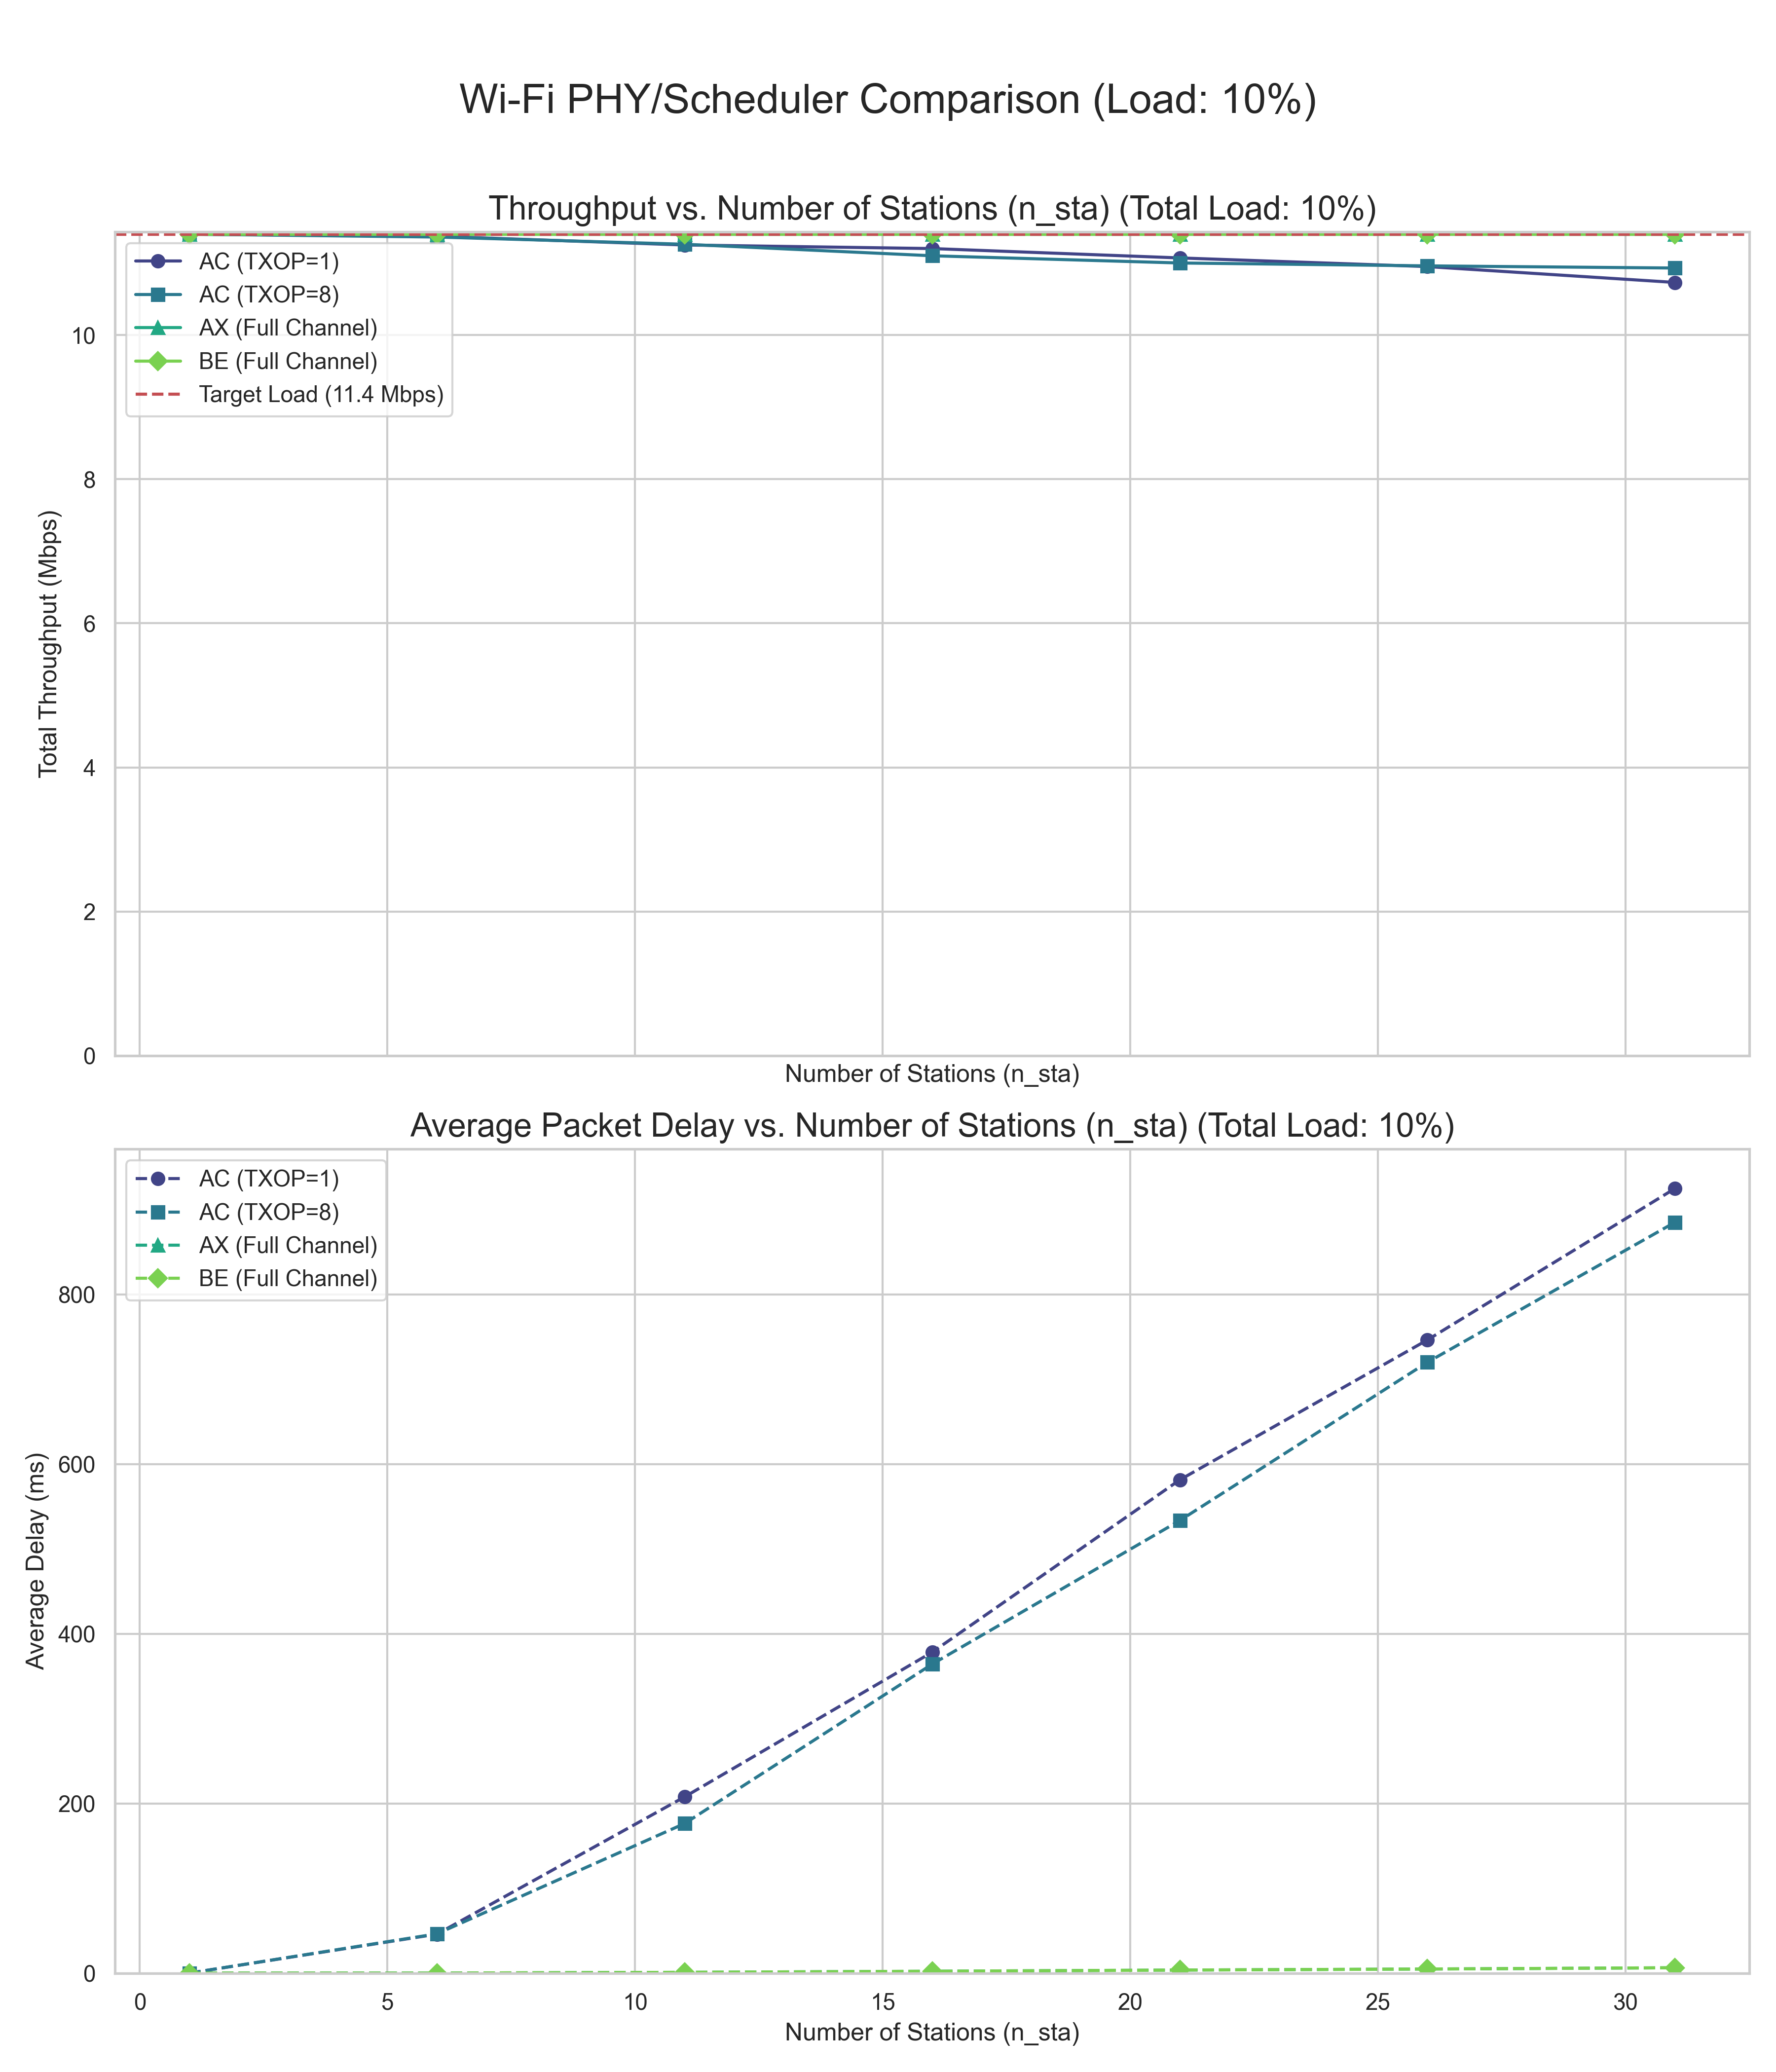 Wi-Fi PHY/Scheduler Comparison (Load: 10%)
Throughput vs. Number of Stations (n_sta) (Total Load: 10%)
AC (TXOP=1)
AC (TXOP=8)
AX (Full Channel)
BE (Full Channel)
Target Load (11.4 Mbps)
Total Throughput (Mbps)
10
8
6
4
2
0
Number of Stations (n_sta)
Average Packet Delay vs. Number of Stations (n_sta) (Total Load: 10%)
AC (TXOP=1)
AC (TXOP=8)
AX (Full Channel)
BE (Full Channel)
Average Delay (ms)
800
600
400
200
0
0 5 10 15 20 25 30
Number of Stations (n_sta)